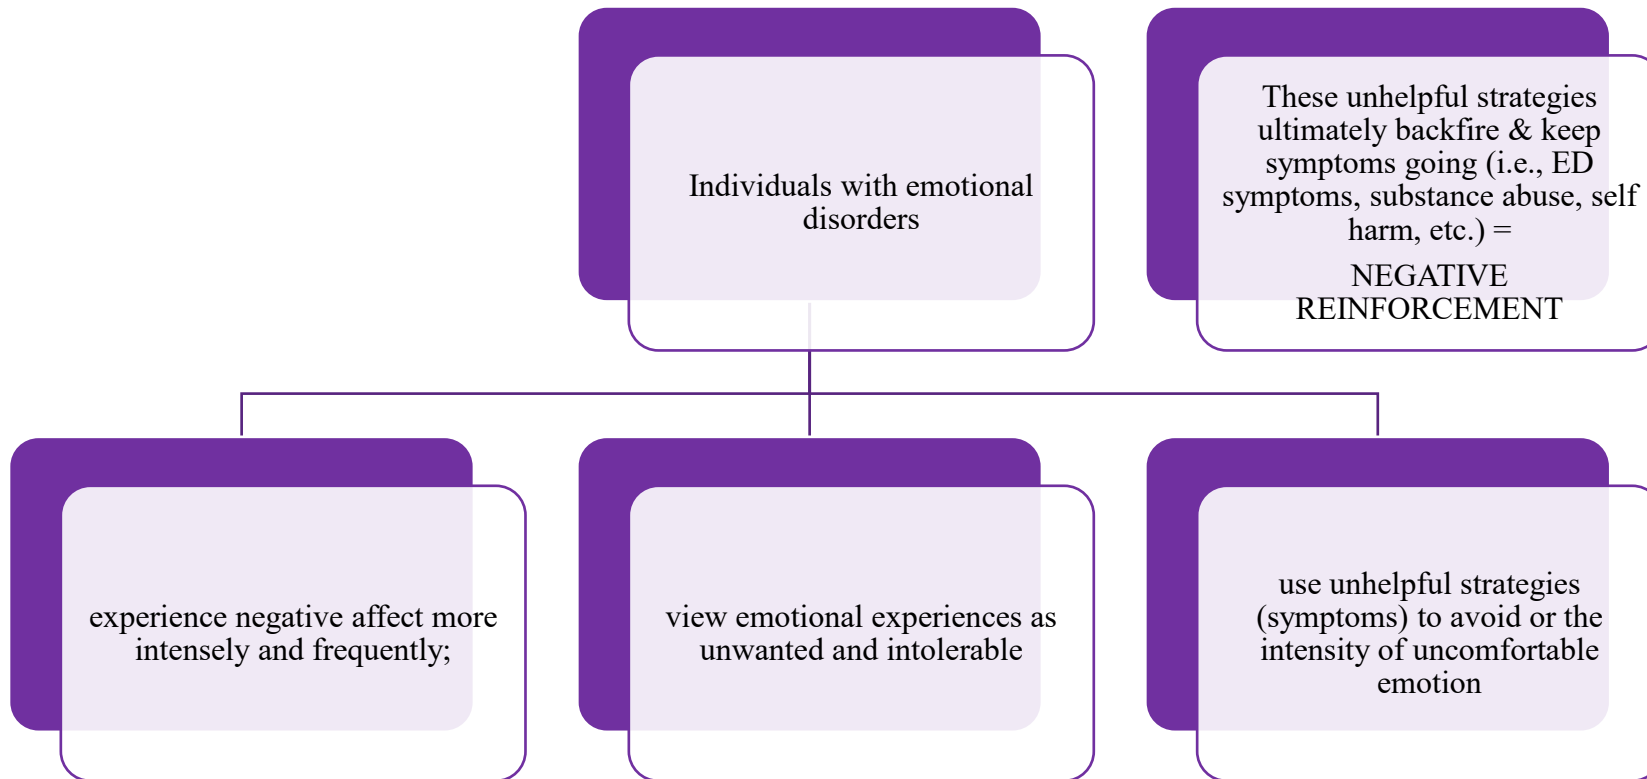 Individuals with emotional
disorders
These unhelpful strategies
ultimately backfire & keep
symptoms going (i.e., ED
symptoms, substance abuse, self
harm, etc.) =
NEGATIVE
REINFORCEMENT
experience negative affect more
intensely and frequently;
view emotional experiences as
unwanted and intolerable
use unhelpful strategies
(symptoms) to avoid or the
intensity of uncomfortable
emotion